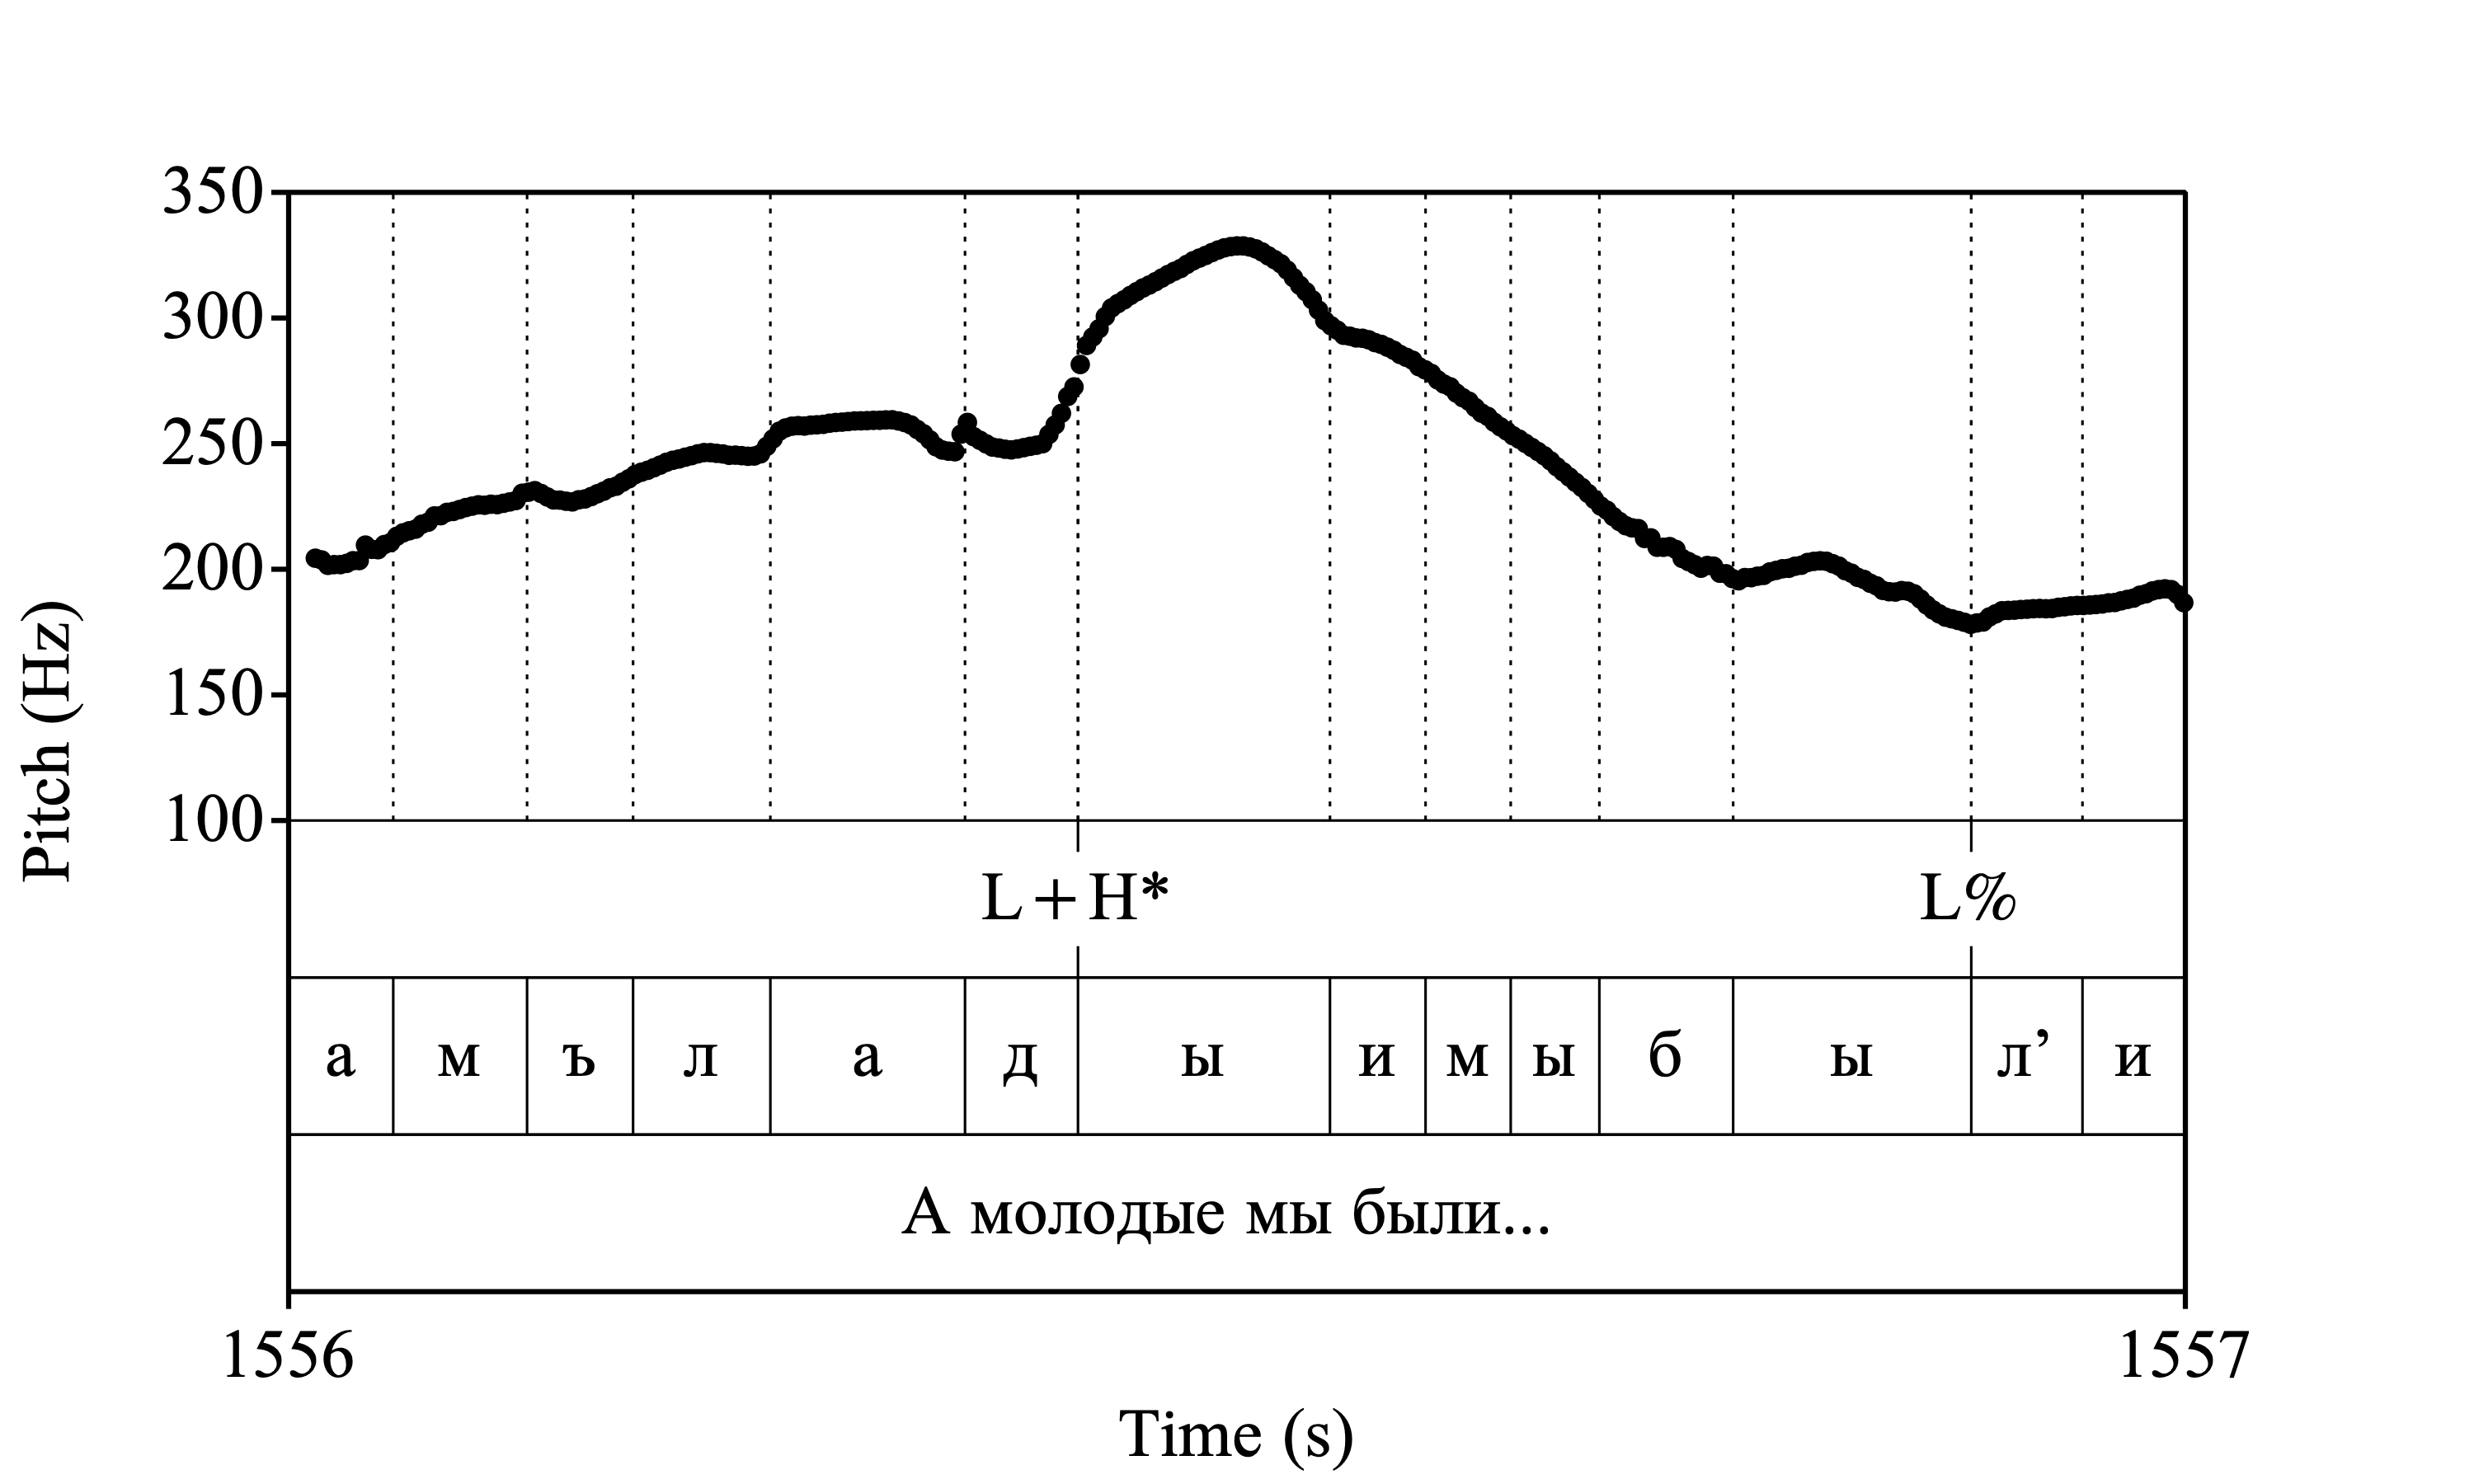 350
300
250
200
150
100
Pitch (Hz)
L+H* L%
а м ъ л а д ы и м ы б ы л’ и
А молодые мы были...
1556 1557
Time (s)